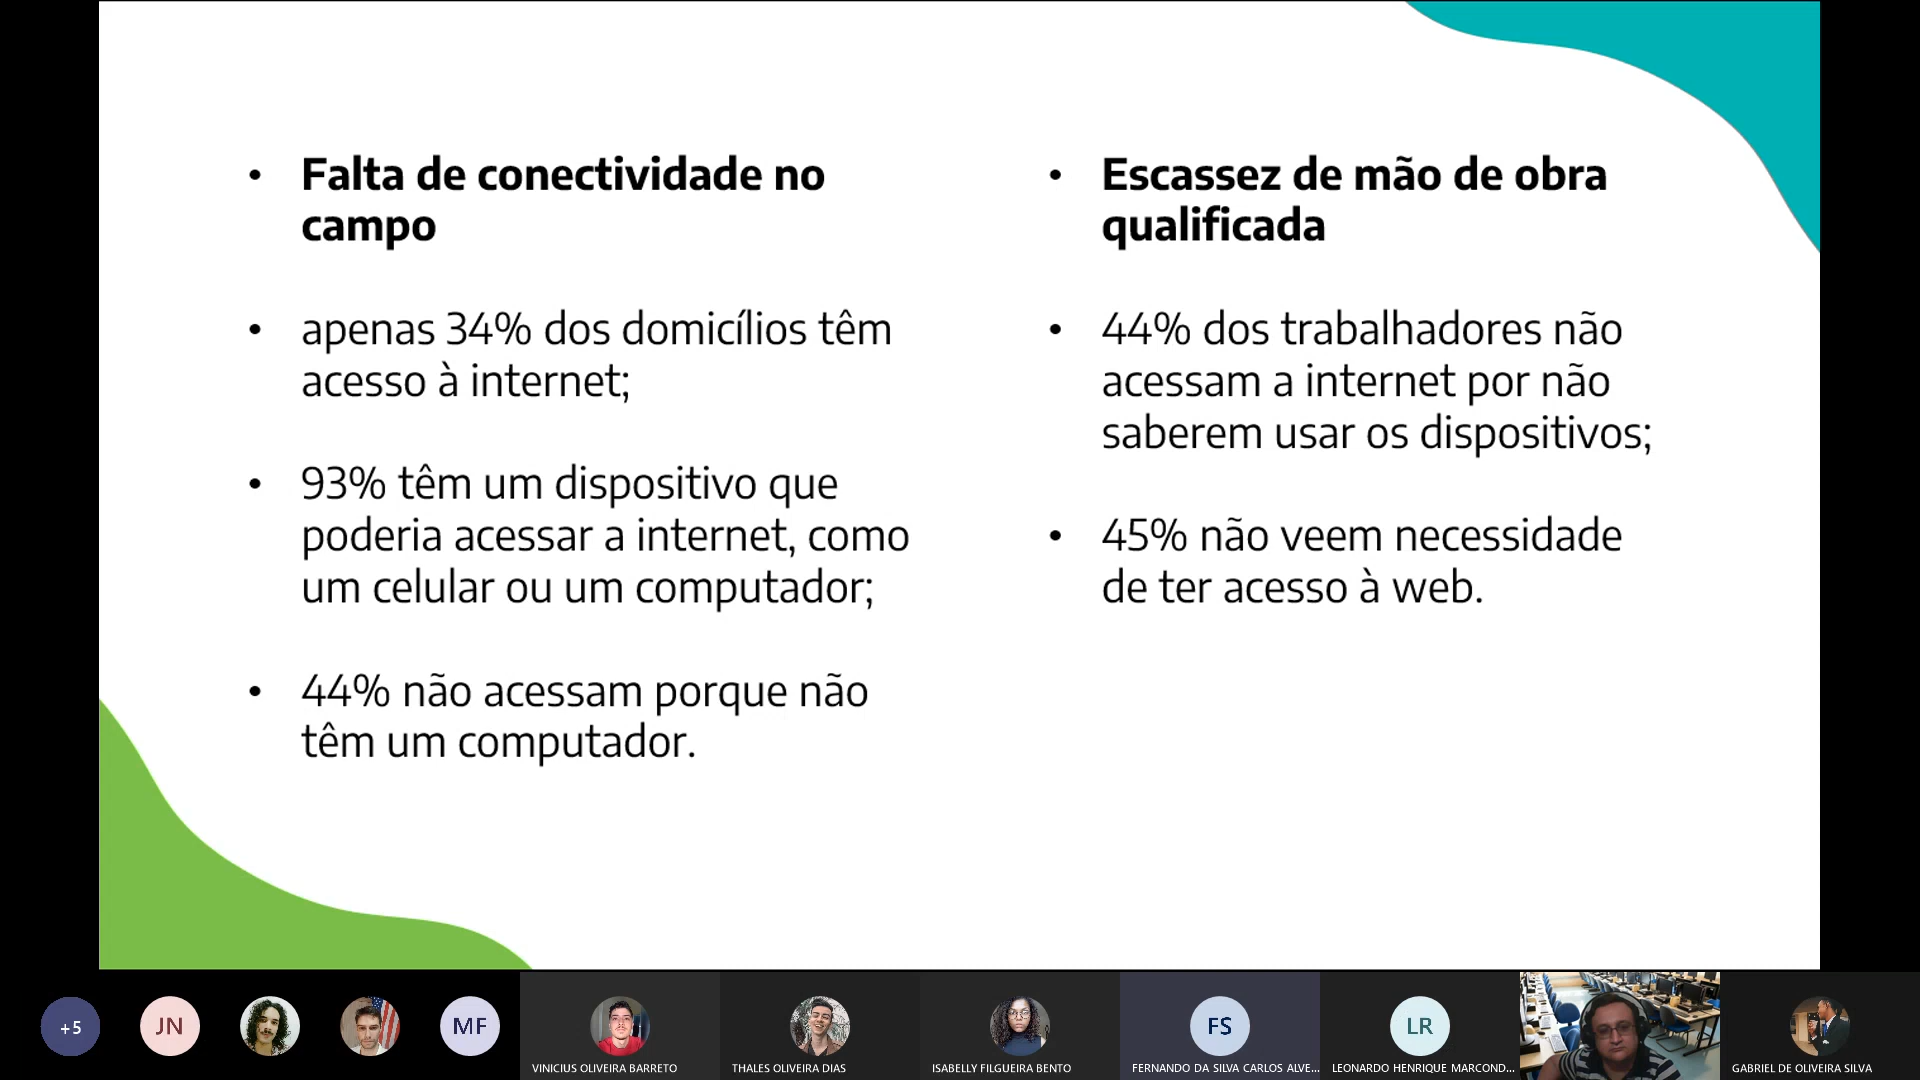 • Falta de conectividade no
campo
• apenas 34% dos domicílios têm
acesso à internet;
• 93% têm um dispositivo que
poderia acessar a internet, como
um celular ou um computador;
• 44% não acessam porque não
têm um computador.
• Escassez de mão de obra
qualificada
• 44% dos trabalhadores não
acessam a internet por não
saberem usar os dispositivos;
• 45% não veem necessidade
de ter acesso à web.
+5
JN
MF
VINICIUS OLIVEIRA BARRETO
THALES OLIVEIRA DIAS
ISABELLY FILGUEIRA BENTO
FS
FERNANDO DA SILVA CARLOS ALVE...
LR
LEONARDO HENRIQUE MARCOND...
GABRIEL DE OLIVEIRA SILVA